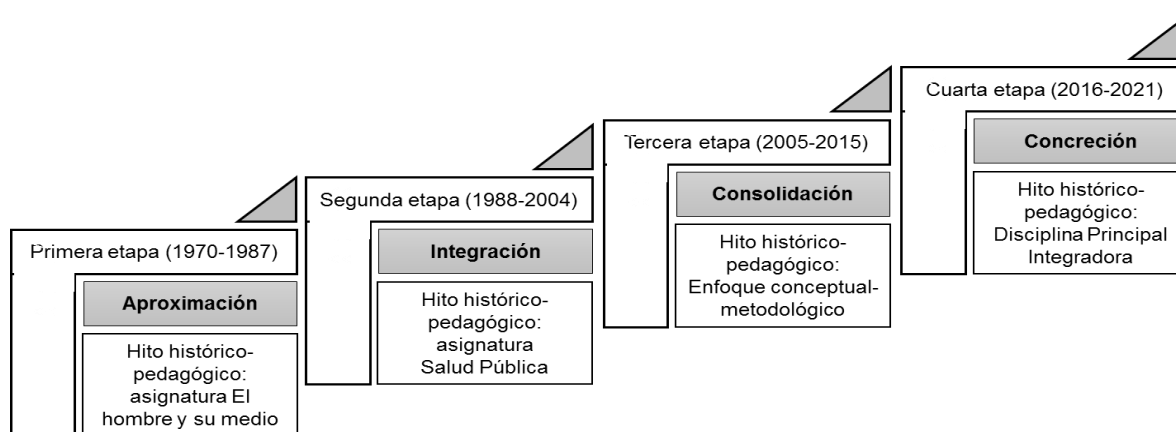 Primera etapa (1970-1987)
Aproximación
Hito histórico-
pedagógico:
asignatura El
hombre y su medio
Segunda etapa (1988-2004)
Integración
Hito histórico-
pedagógico:
asignatura
Salud Pública
Tercera etapa (2005-2015)
Consolidación
Hito histórico-
pedagógico:
Enfoque conceptual-
metodológico
Cuarta etapa (2016-2021)
Concreción
Hito histórico-
pedagógico:
Disciplina Principal
Integradora